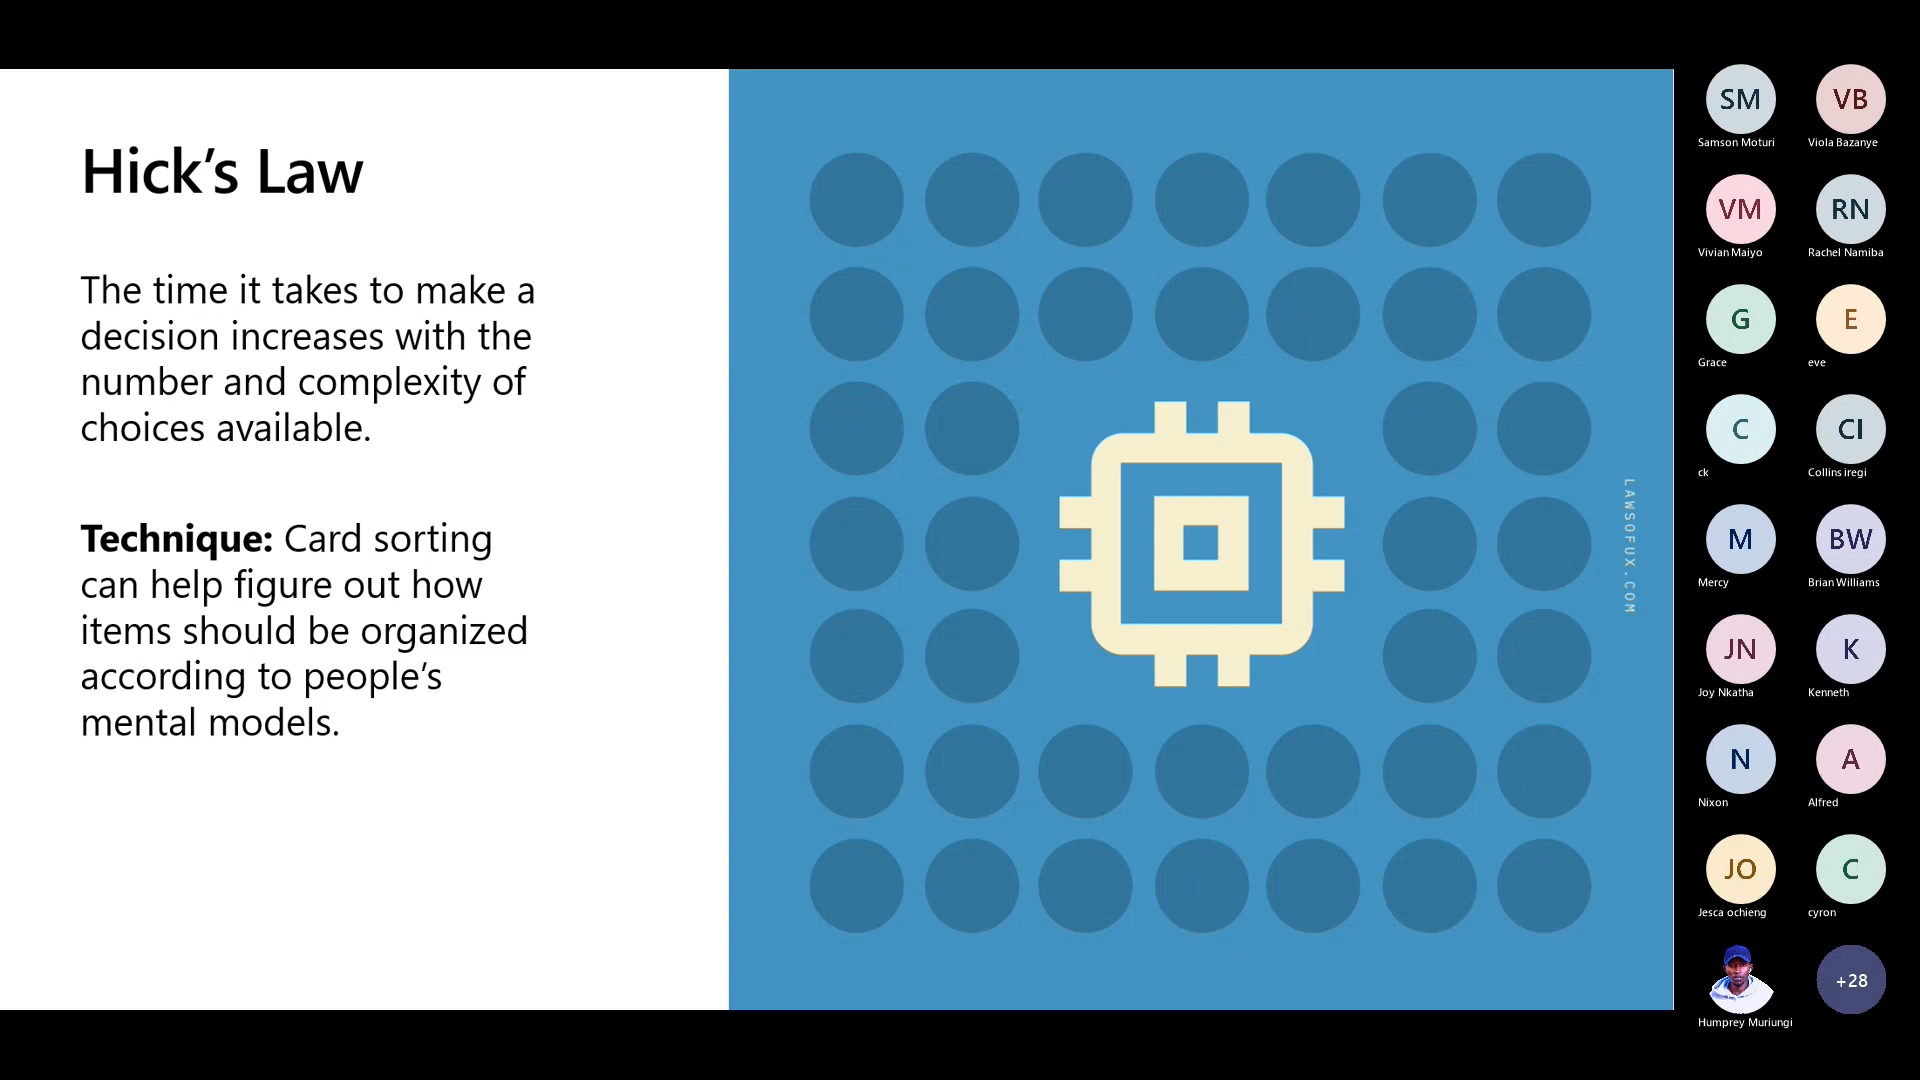 Hick’s Law
The time it takes to make a
decision increases with the
number and complexity of
choices available.
Technique: Card sorting
can help figure out how
items should be organized
according to people’s
mental models.
LAWSOFUX.COM
SM
Samson Moturi
VB
Viola Bazanye
VM
Vivian Maiyo
RN
Rachel Namiba
G
Grace
E
eve
C
ck
CI
Collins iregi
M
Mercy
BW
Brian Williams
JN
Joy Nkatha
K
Kenneth
N
Nixon
A
Alfred
JO
Jesca ochieng
C
cyron
Humprey Muriungi
+28